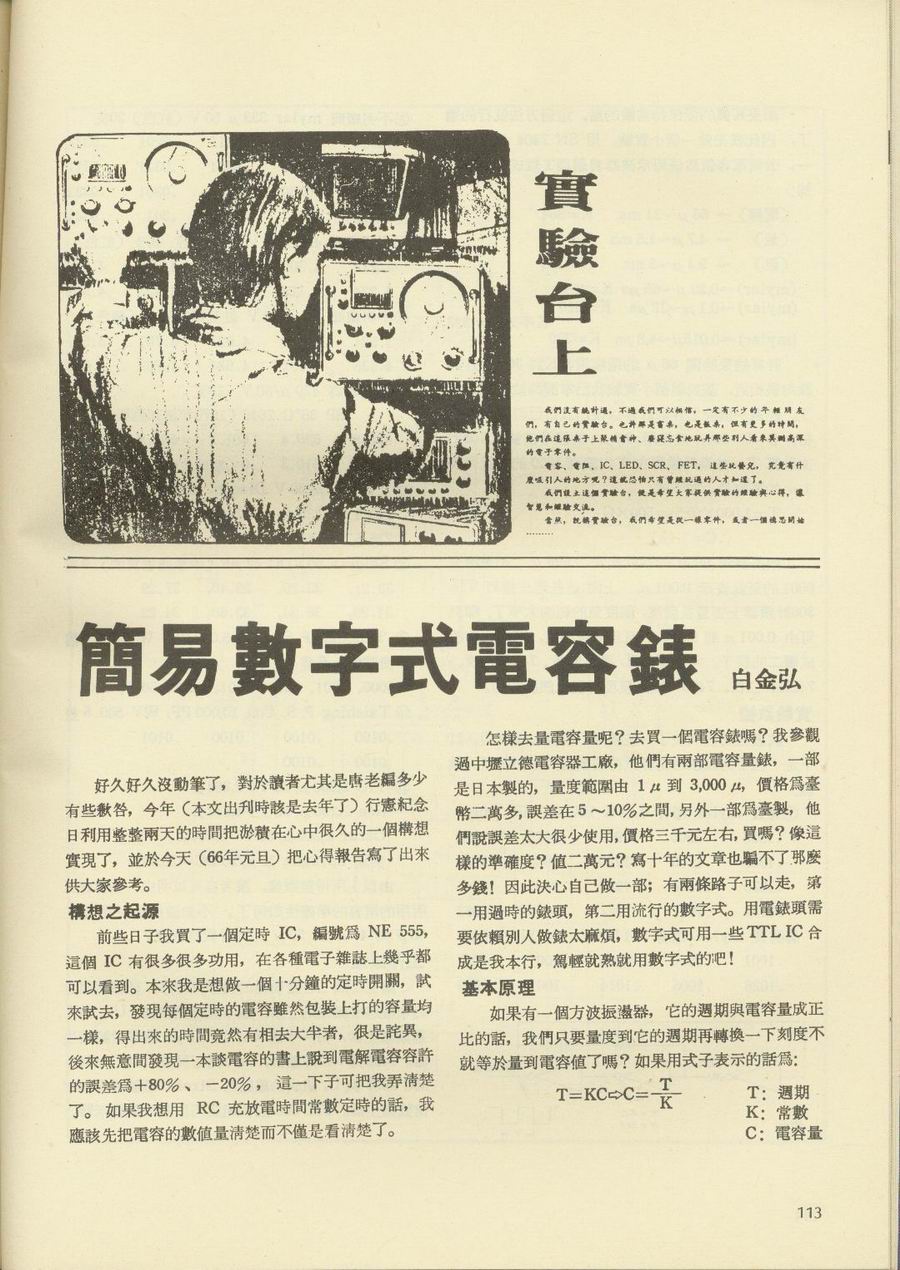 實驗台上
我們沒有統計過，不過我們可以相信，一定有不少的年輕朋友
們，有自己的實驗台。也許那是書桌，也是飯桌，但有更多的時間，
他們在這張桌子上聚精會神、廢寢忘食地玩弄那些別人看來莫測高深
的電子零件。
電容、電阻、IC、LED、SCR、FET，這些玩藝兒，究竟有什
麼吸引人的地方呢？這就恐怕只有曾經玩過的人才知道了。
我們設立這個實驗台，便是希望大家提供實驗的經驗與心得，讓
智慧和經驗交流。
當然，既稱實驗台，我們希望是從一樣零件，或者一個構思開始
………
簡易數字式電容錶
白金弘
好久好久沒動筆了，對於讀者尤其是唐老編多少
有些歉咎，今年（本文出刋時該是去年了）行憲紀念
日利用整整兩天的時間把淤積在心中很久的一個構想
實現了，並於今天（66年元旦）把心得報告寫了出來
供大家參考。
構想之起源
前些日子我買了一個定時 IC，編號爲 NE 555，
這個 IC 有很多很多功用，在各種電子雜誌上幾乎都
可以看到。本來我是想做一個十分鐘的定時開關，試
來試去，發現每個定時的電容雖然包裝上打的容量均
一樣，得出來的時間竟然有相去大半者，很是詫異，
後來無意間發現一本談電容的書上說到電解電容容許
的誤差爲＋80％、－20％，這一下子可把我弄清楚
了。如果我想用 RC 充放電時間常數定時的話，我
應該先把電容的數值量清楚而不僅是看清楚了。
怎樣去量電容量呢？去買一個電容錶嗎？我參觀
過中壢立德電容器工廠，他們有兩部電容量錶，一部
是日本製的，量度範圍由 1 μ 到 3,000 μ，價格爲臺
幣二萬多，誤差在 5 ～10％之間，另外一部爲臺製，他
們說誤差太大很少使用，價格三千元左右，買嗎？像這
樣的準確度？值二萬元？寫十年的文章也騙不了那麽
多錢！因此決心自己做一部；有兩條路子可以走，第
一用過時的錶頭，第二用流行的數字式。用電錶頭需
要依賴別人做錶太麻煩，數字式可用一些 TTL IC 合
成是我本行，駕輕就熟就用數字式的吧！
基本原理
如果有一個方波振盪器，它的週期與電容量成正
比的話，我們只要量度到它的週期再轉換一下刻度不
就等於量到電容值了嗎？如果用式子表示的話爲：
T=KC⇨C=T/K
T：週期
K：常數
C：電容量
113